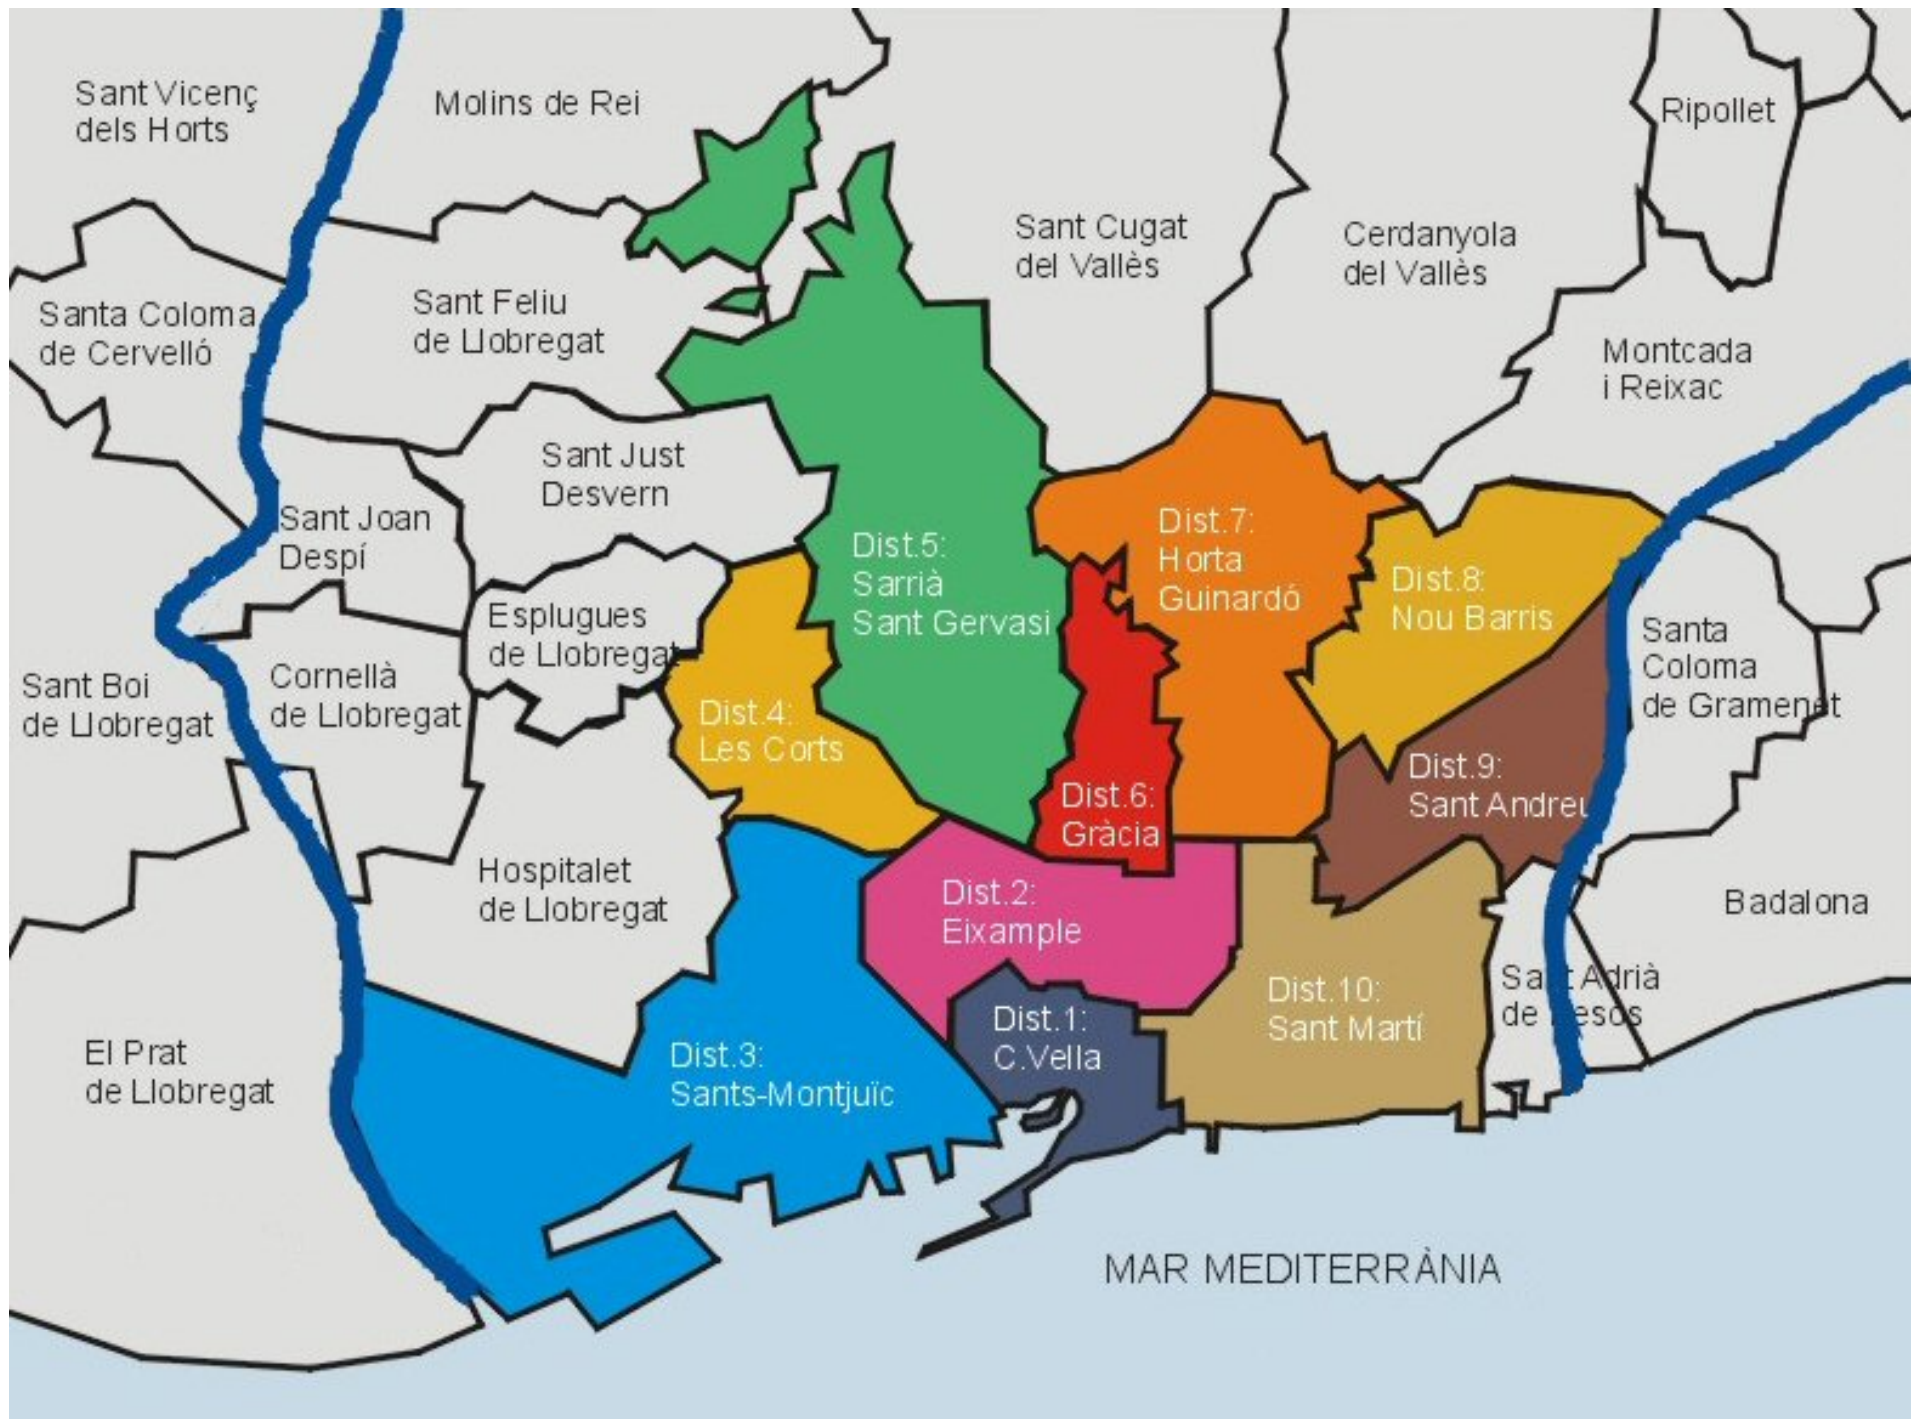 Sant Vicenç
dels Horts
Molins de Rei
Ripollet
Sant Cugat
del Vallès
Cerdanyola
del Vallès
Santa Coloma
de Cervelló
Sant Feliu
de Llobregat
Montcada
i Reixac
Sant Just
Desvern
Sant Joan
Despí
Dist.5:
Sarrià
Sant Gervasi
Dist.7:
Horta
Guinardó
Dist.8:
Nou Barris
Esplugues
de Llobregat
Santa
Coloma
de Gramenet
Sant Boi
de Llobregat
Cornellà
de Llobregat
Dist.4:
Les Corts
Dist.6:
Gràcia
Dist.9:
Sant Andreu
Hospitalet
de Llobregat
Dist.2:
Eixample
Badalona
Sant Adrià
de Besòs
Dist.10:
Sant Martí
Dist.1:
C.Vella
El Prat
de Llobregat
Dist.3:
Sants-Montjuïc
MAR MEDITERRÀNIA